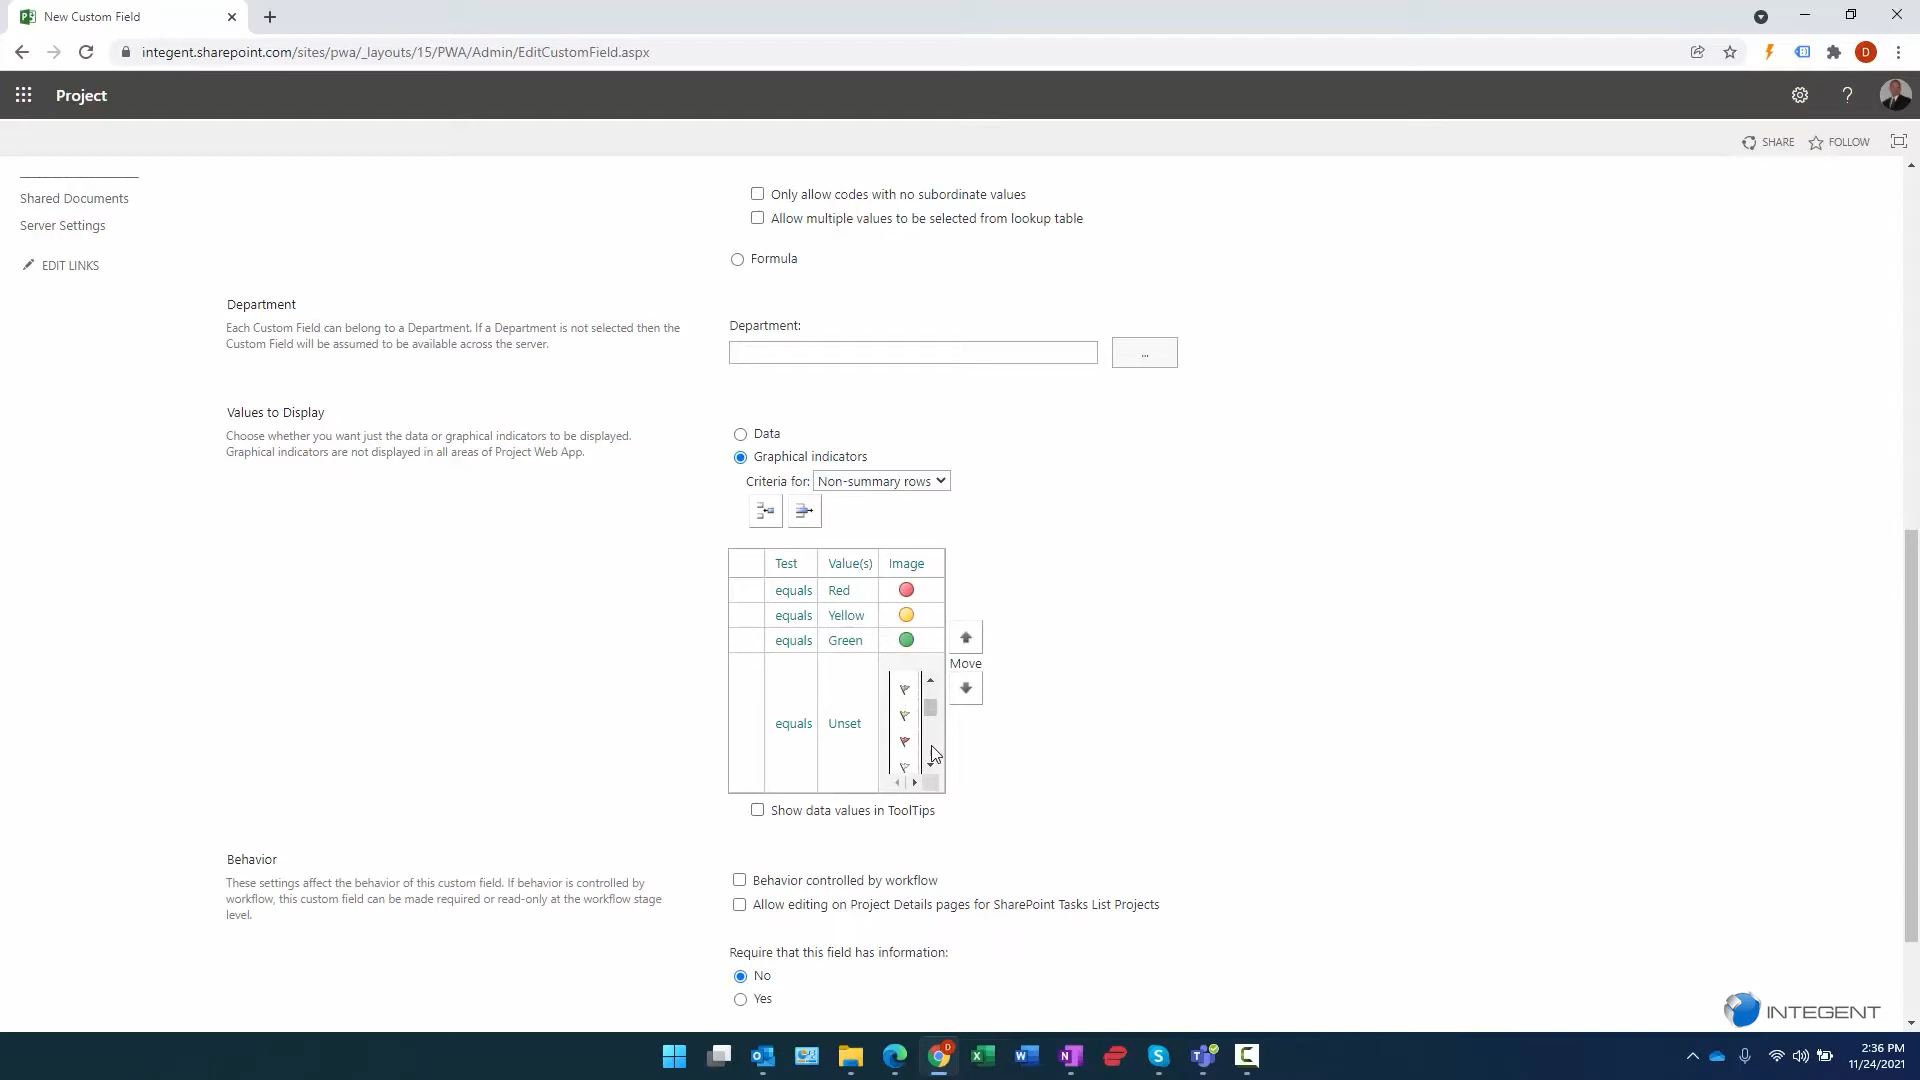 New Custom Field
integent.sharepoint.com/sites/pwa/_layouts/15/PWA/Admin/EditCustomField.aspx
D
Project
?
SHARE
FOLLOW
Shared Documents
Server Settings
EDIT LINKS
Only allow codes with no subordinate values
Allow multiple values to be selected from lookup table
Formula
Department
Each Custom Field can belong to a Department. If a Department is not selected then the
Custom Field will be assumed to be available across the server.
Department:
...
Values to Display
Choose whether you want just the data or graphical indicators to be displayed.
Graphical indicators are not displayed in all areas of Project Web App.
Data
Graphical indicators
Criteria for: Non-summary rows
Test Value(s) Image
equals Red
equals Yellow
equals Green
equals Unset
Move
Show data values in ToolTips
Behavior
These settings affect the behavior of this custom field. If behavior is controlled by
workflow, this custom field can be made required or read-only at the workflow stage
level.
Behavior controlled by workflow
Allow editing on Project Details pages for SharePoint Tasks List Projects
Require that this field has information:
No
Yes
INTEGENT
2:36 PM
11/24/2021